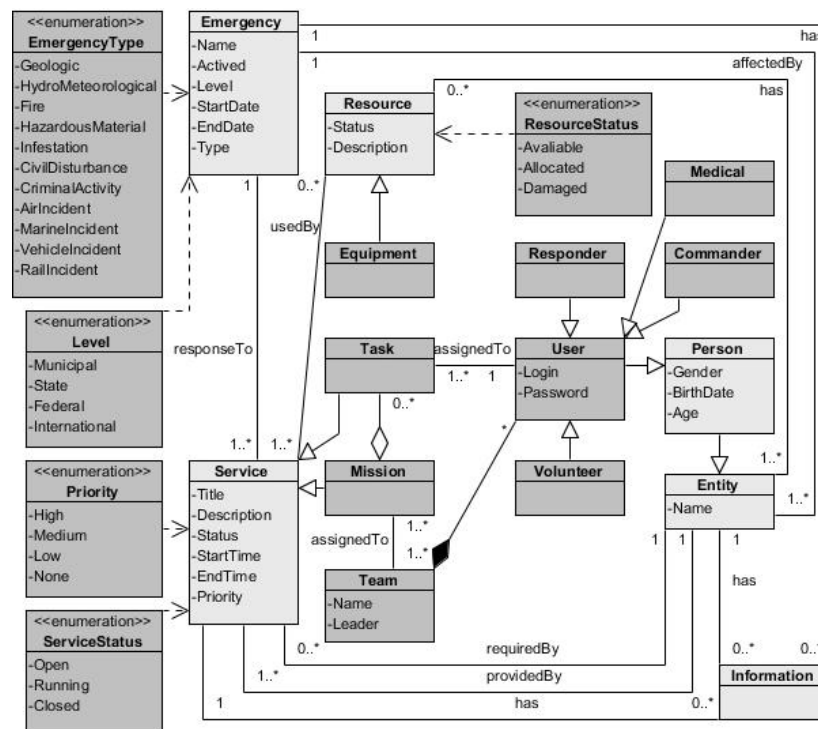 <<enumeration>>
EmergencyType
-Geologic
-HydroMeteorological
-Fire
-HazardousMaterial
-Infestation
-CivilDisturbance
-CriminalActivity
-AirIncident
-MarineIncident
-VehicleIncident
-RailIncident
Emergency
-Name
-Actived
-Level
-StartDate
-EndDate
-Type
1
has
1
affectedBy
0..*
has
Resource
-Status
-Description
<<enumeration>>
ResourceStatus
-Avaliable
-Allocated
-Damaged
Medical
1
0..*
usedBy
Equipment
Responder
Commander
<<enumeration>>
Level
-Municipal
-State
-Federal
-International
responseTo
Task
assignedTo
1..*
1
User
-Login
-Password
Person
-Gender
-BirthDate
-Age
0..*
*
1..*
1..*
<<enumeration>>
Priority
-High
-Medium
-Low
-None
Service
-Title
-Description
-Status
-StartTime
-EndTime
-Priority
Mission
Volunteer
1..*
Entity
-Name
1..*
1..*
assignedTo
1..*
1
1
1
Team
-Name
-Leader
has
<<enumeration>>
ServiceStatus
-Open
-Running
-Closed
0..*
requiredBy
0..*
0..*
1..*
providedBy
Information
1
has
0..*